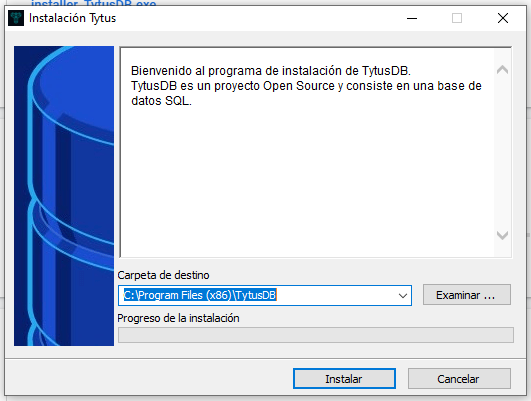 installer_TytusDB.exe
Instalación Tytus
Bienvenido al programa de instalación de TytusDB.
TytusDB es un proyecto Open Source y consiste en una base de
datos SQL.
Carpeta de destino
C:\Program Files (x86)\TytusDB
Examinar ...
Progreso de la instalación
Instalar
Cancelar